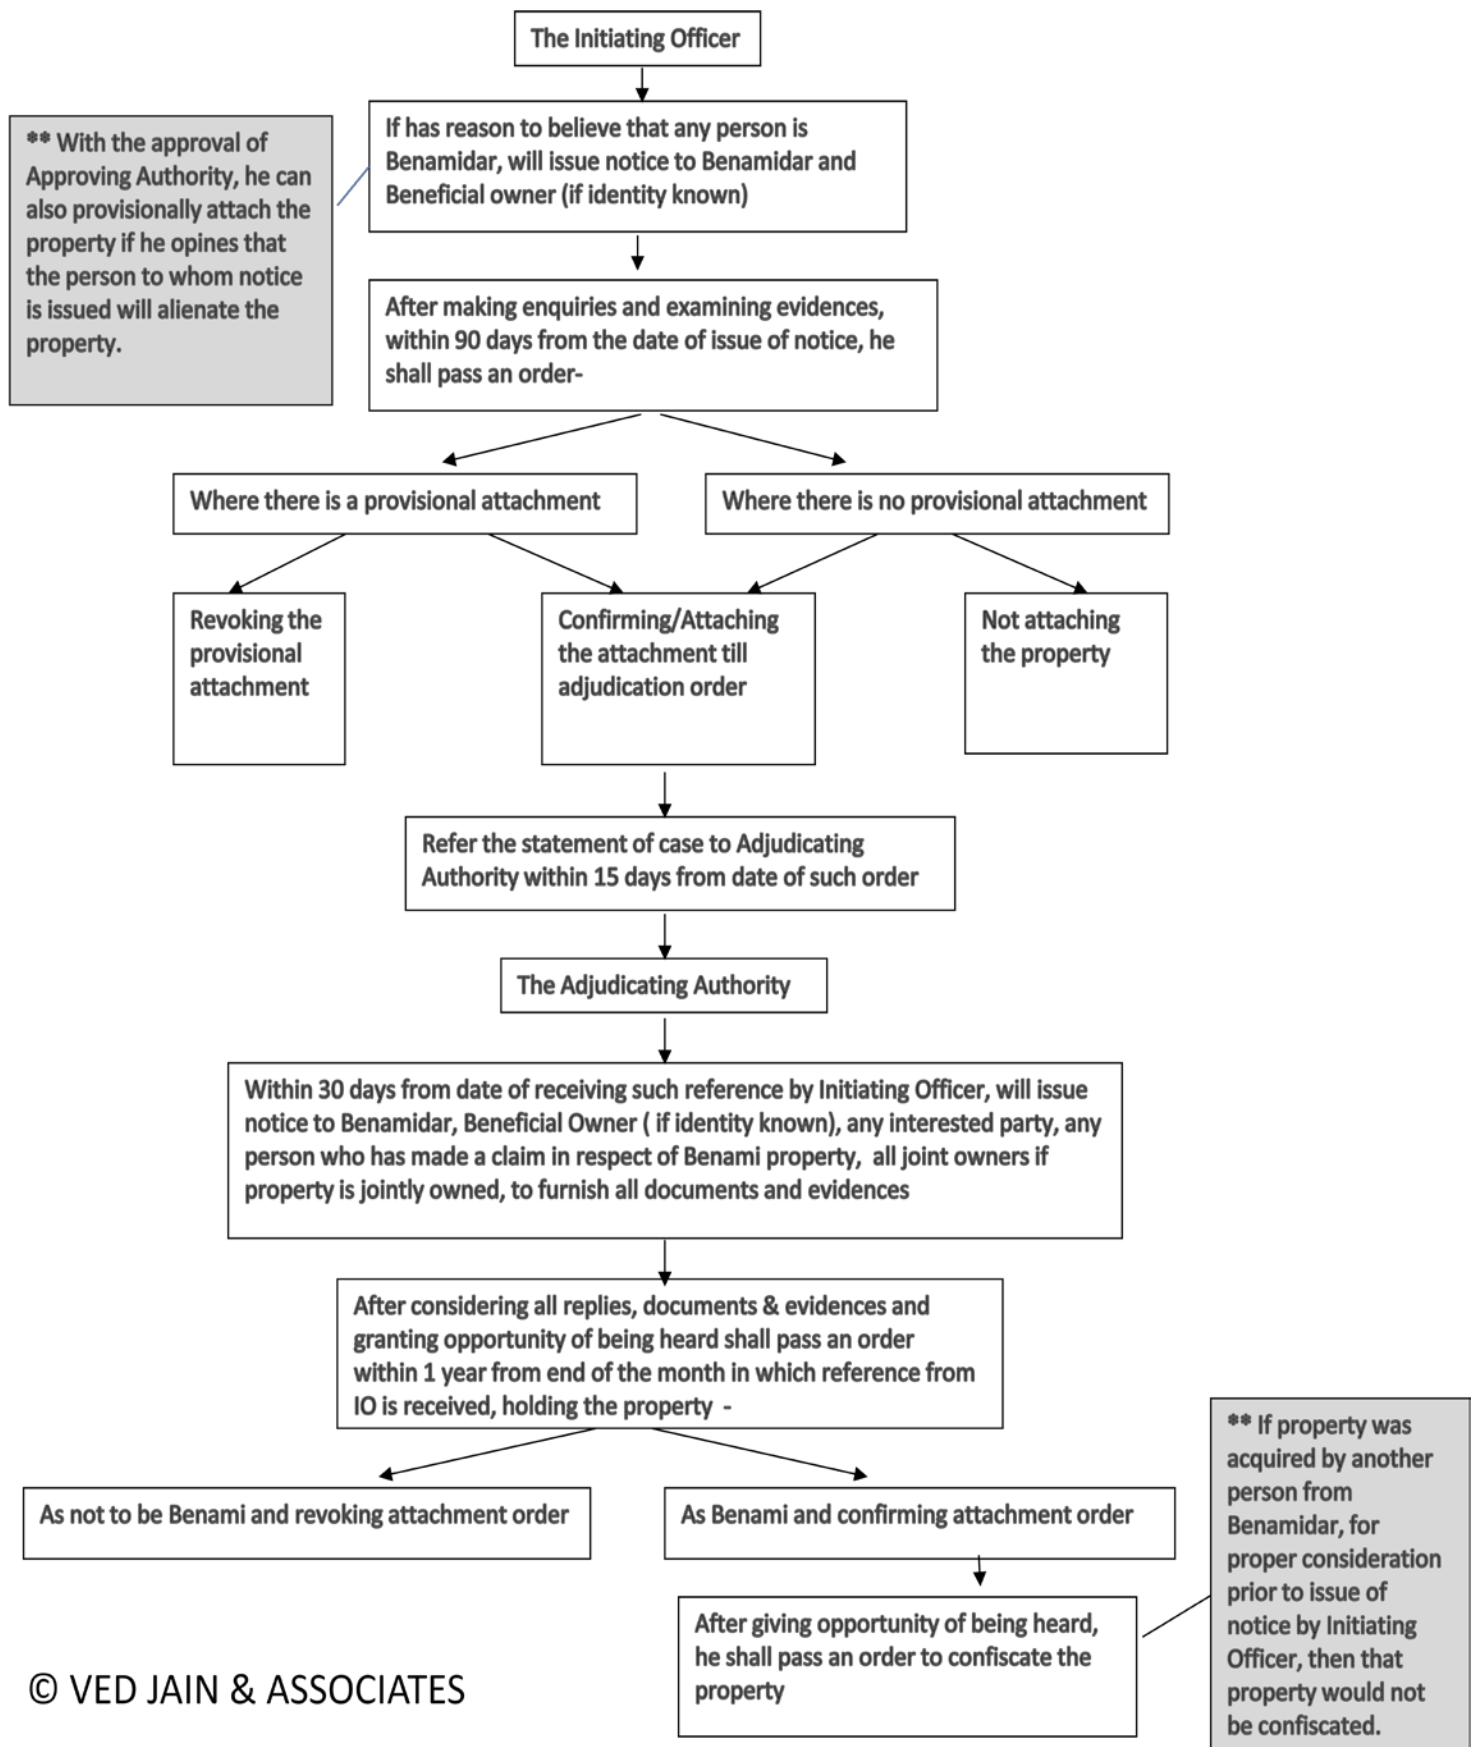 The Initiating Officer
If has reason to believe that any person is
Benamidar, will issue notice to Benamidar and
Beneficial owner (if identity known)
** With the approval of
Approving Authority, he can
also provisionally attach the
property if he opines that
the person to whom notice
is issued will alienate the
property.
After making enquiries and examining evidences,
within 90 days from the date of issue of notice, he
shall pass an order-
Where there is a provisional attachment
Where there is no provisional attachment
Revoking the
provisional
attachment
Confirming/Attaching
the attachment till
adjudication order
Not attaching
the property
Refer the statement of case to Adjudicating
Authority within 15 days from date of such order
The Adjudicating Authority
Within 30 days from date of receiving such reference by Initiating Officer, will issue
notice to Benamidar, Beneficial Owner ( if identity known), any interested party, any
person who has made a claim in respect of Benami property,  all joint owners if
property is jointly owned, to furnish all documents and evidences
After considering all replies, documents & evidences and
granting opportunity of being heard shall pass an order
within 1 year from end of the month in which reference from
IO is received, holding the property  -
As not to be Benami and revoking attachment order
As Benami and confirming attachment order
After giving opportunity of being heard,
he shall pass an order to confiscate the
property
** If property was
acquired by another
person from
Benamidar, for
proper consideration
prior to issue of
notice by Initiating
Officer, then that
property would not
be confiscated.
© VED JAIN & ASSOCIATES